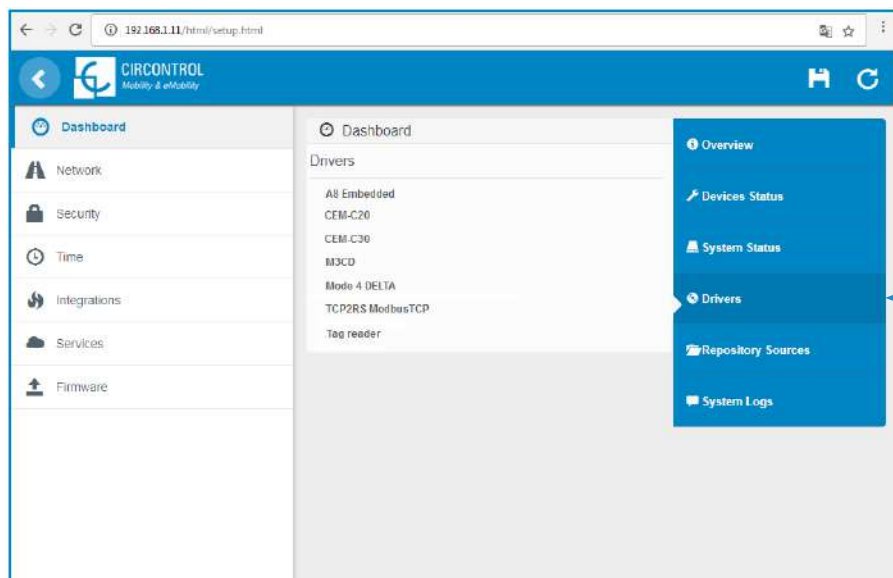 192.168.1.11/html/setup.html
CIRCONTROL
Mobility & eMobility
Dashboard
Network
Security
Time
Integrations
Services
Firmware
Dashboard
Drivers
A8 Embedded
CEM-C20
CEM-C30
M3CD
Mode 4 DELTA
TCP2RS ModbusTCP
Tag reader
Overview
Devices Status
System Status
Drivers
Repository Sources
System Logs